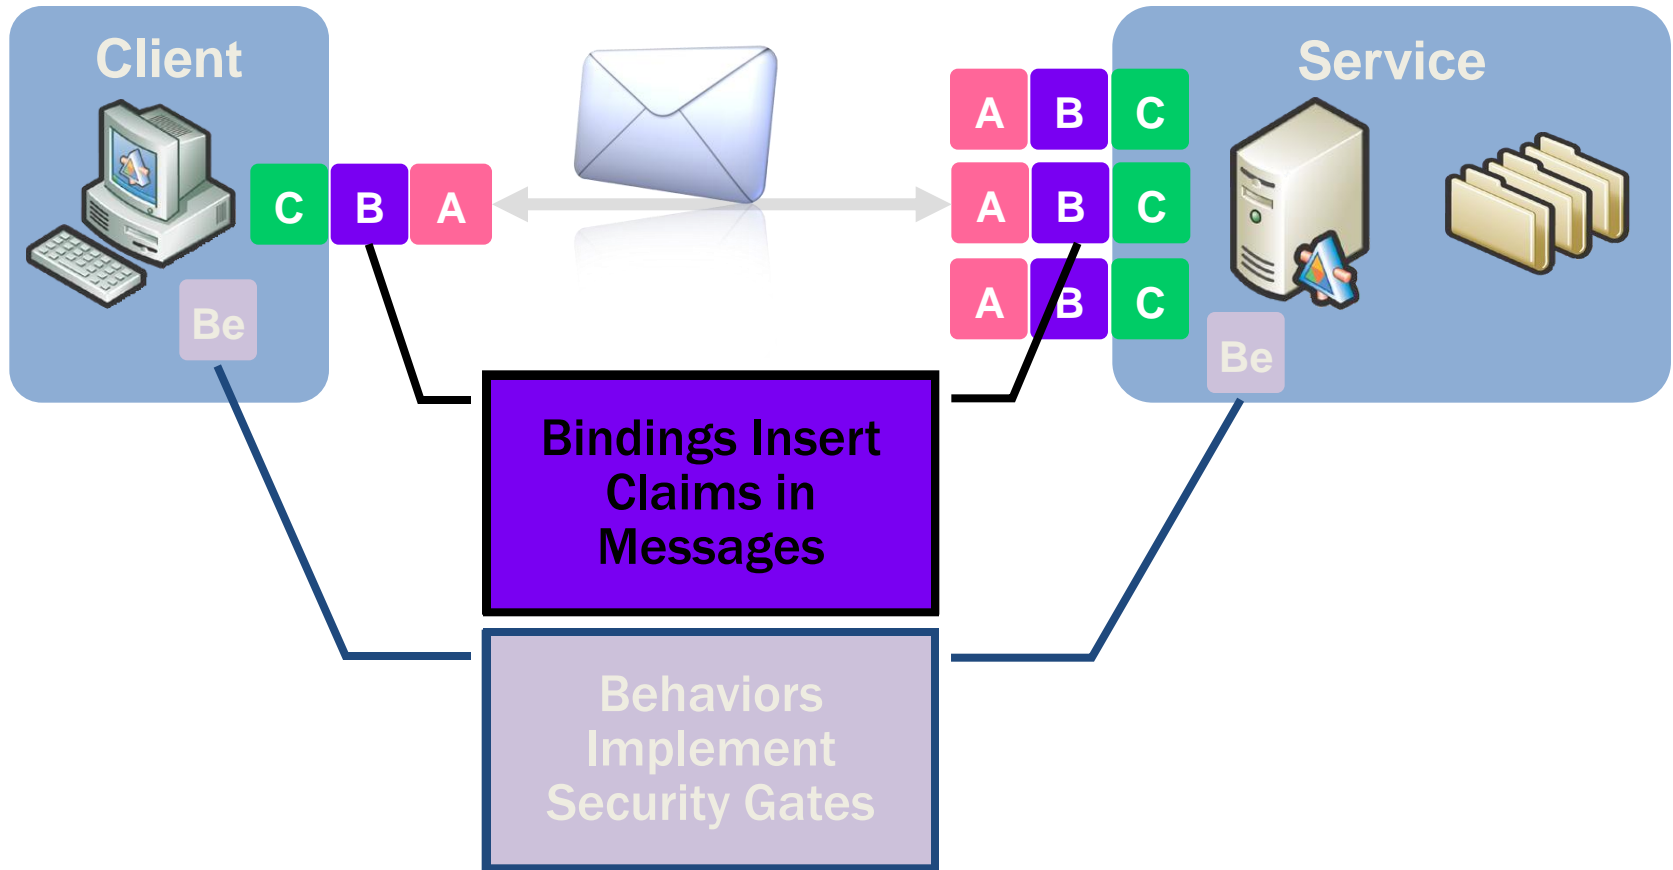 Client
Service
A B C
C B A
A B C
A B C
Be
Be
Bindings Insert
Claims in
Messages
Behaviors
Implement
Security Gates